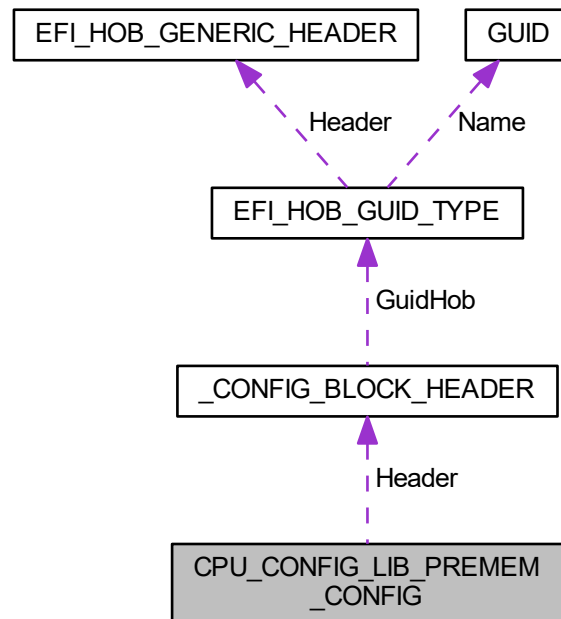 EFI_HOB_GENERIC_HEADER
GUID
Header
Name
EFI_HOB_GUID_TYPE
GuidHob
_CONFIG_BLOCK_HEADER
Header
CPU_CONFIG_LIB_PREMEM
_CONFIG